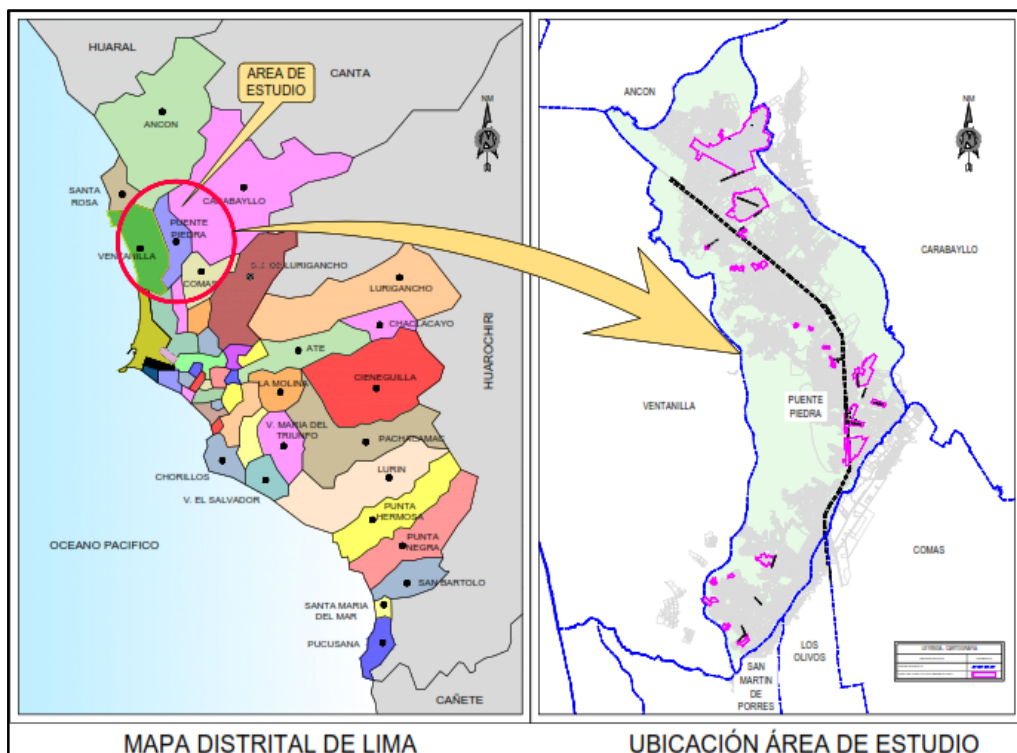 HUARAL
CANTA
AREA DE
ESTUDIO
NM
ANCON
SANTA
ROSA
CARABAYLLO
PUENTE
PIEDRA
VENTANILLA
COMAS
LURIGANCHO
LURIGANCHO
CHACLACAYO
HUAROCHIRI
ATE
CIENEGUILLA
LA MOLINA
V. MARIA DEL
TRIUNFO
PACHACAMAC
CHORILLOS
LURIN
V. EL SALVADOR
PUNTA
HERMOSA
OCEANO PACIFICO
PUNTA
NEGRA
SAN BARTOLO
SANTA MARIA
DEL MAR
PUCUSANA
CAÑETE
MAPA DISTRITAL DE LIMA
ANCON
NM
CARABAYLLO
VENTANILLA
PUENTE
PIEDRA
COMAS
LOS
OLIVOS
SAN
MARTIN
DE
PORRES
UBICACIÓN ÁREA DE ESTUDIO